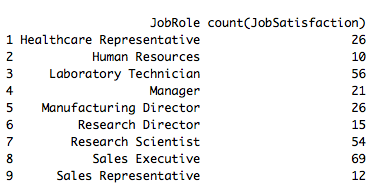 JobRole count(JobSatisfaction)
1 Healthcare Representative 26
2 Human Resources 10
3 Laboratory Technician 56
4 Manager 21
5 Manufacturing Director 26
6 Research Director 15
7 Research Scientist 54
8 Sales Executive 69
9 Sales Representative 12